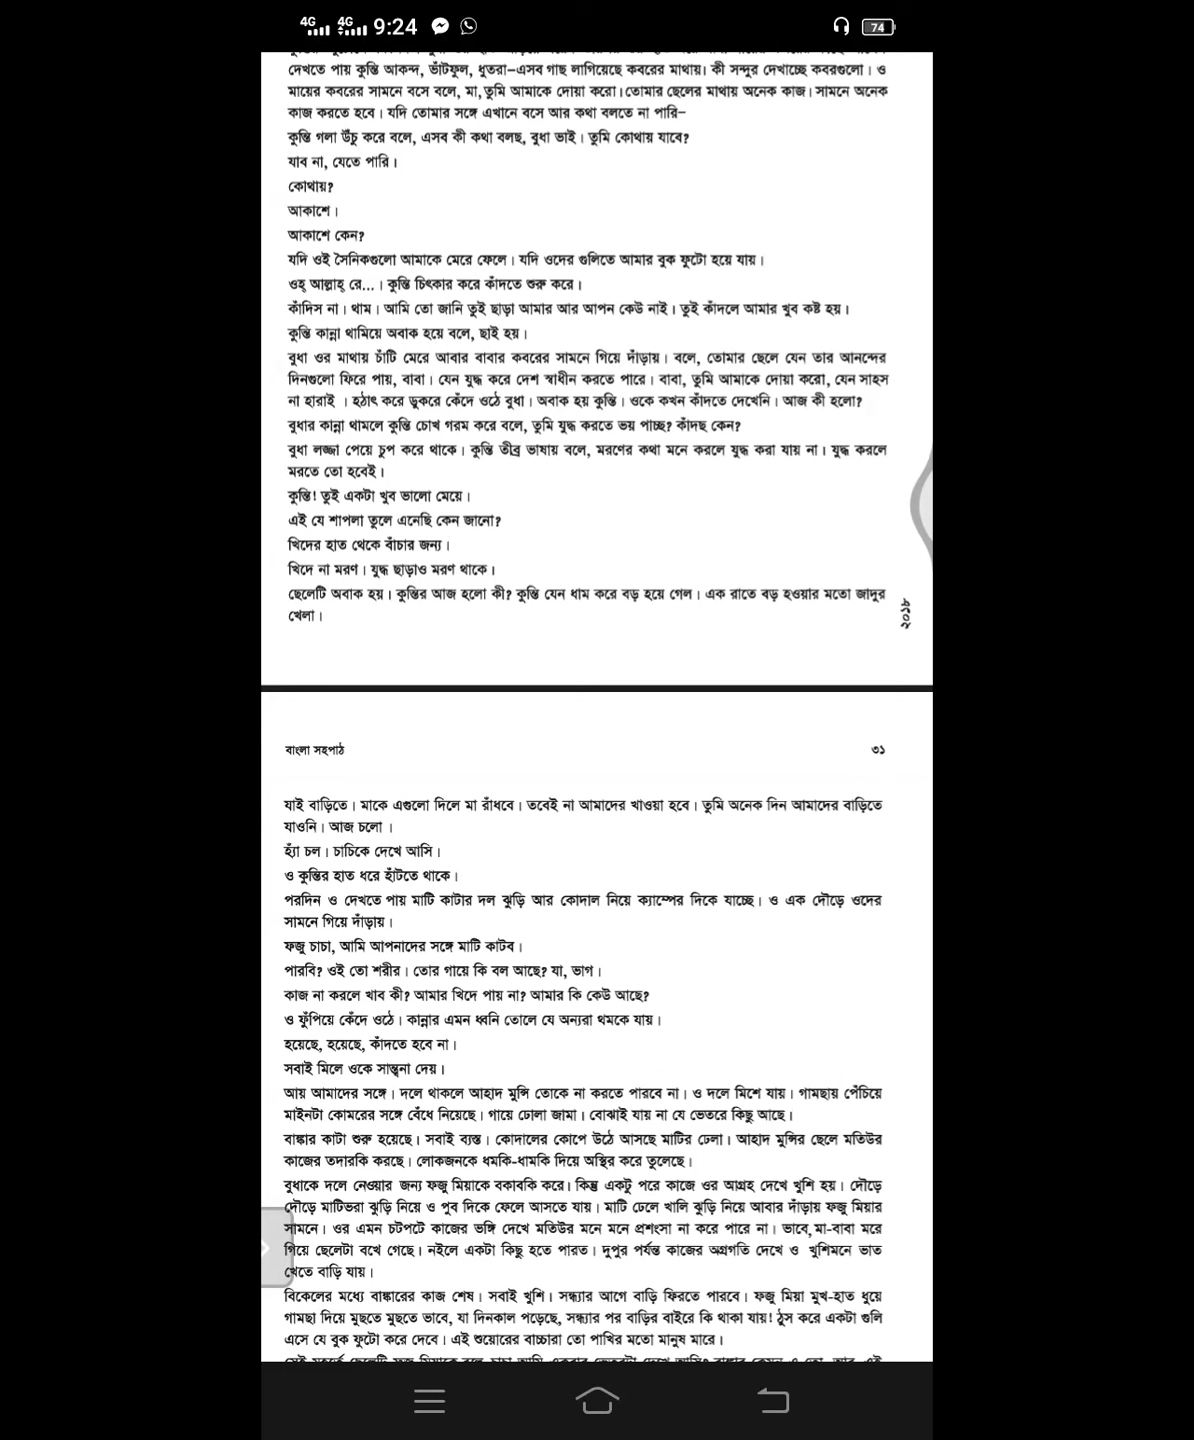 4G 4G 9:24 74
দেখতে পায় কুন্তি আকন্দ, ভাঁটফুল, ধুতরা–এসব গাছ লাগিয়েছে কবরের মাথায়। কী সন্দুর দেখাচ্ছে কবরগুলো। ও
মায়ের কবরের সামনে বসে বলে, মা, তুমি আমাকে দোয়া করো। তোমার ছেলের মাথায় অনেক কাজ। সামনে অনেক
কাজ করতে হবে। যদি তোমার সঙ্গে এখানে বসে আর কথা বলতে না পারি–
কুন্তি গলা উঁচু করে বলে, এসব কী কথা বলছ, বুধা ভাই। তুমি কোথায় যাবে?
যাব না, যেতে পারি।
কোথায়?
আকাশে।
আকাশে কেন?
যদি ওই সৈনিকগুলো আমাকে মেরে ফেলে। যদি ওদের গুলিতে আমার বুক ফুটো হয়ে যায়।
ওহ্ আল্লাহ্ রে...। কুন্তি চিৎকার করে কাঁদতে শুরু করে।
কাঁদিস না। থাম। আমি তো জানি তুই ছাড়া আমার আর আপন কেউ নাই। তুই কাঁদলে আমার খুব কষ্ট হয়।
কুন্তি কান্না থামিয়ে অবাক হয়ে বলে, ছাই হয়।
বুধা ওর মাথায় চাঁটি মেরে আবার বাবার কবরের সামনে গিয়ে দাঁড়ায়। বলে, তোমার ছেলে যেন তার আনন্দের
দিনগুলো ফিরে পায়, বাবা। যেন যুদ্ধ করে দেশ স্বাধীন করতে পারে। বাবা, তুমি আমাকে দোয়া করো, যেন সাহস
না হারাই । হঠাৎ করে ডুকরে কেঁদে ওঠে বুধা। অবাক হয় কুন্তি। ওকে কখন কাঁদতে দেখেনি। আজ কী হলো?
বুধার কান্না থামলে কুন্তি চোখ গরম করে বলে, তুমি যুদ্ধ করতে ভয় পাচ্ছ? কাঁদছ কেন?
বুধা লজ্জা পেয়ে চুপ করে থাকে। কুন্তি তীব্র ভাষায় বলে, মরণের কথা মনে করলে যুদ্ধ করা যায় না। যুদ্ধ করলে
মরতে তো হবেই।
কুন্তি! তুই একটা খুব ভালো মেয়ে।
এই যে শাপলা তুলে এনেছি কেন জানো?
খিদের হাত থেকে বাঁচার জন্য।
খিদে না মরণ। যুদ্ধ ছাড়াও মরণ থাকে।
ছেলেটি অবাক হয়। কুন্তির আজ হলো কী? কুন্তি যেন ধাম করে বড় হয়ে গেল। এক রাতে বড় হওয়ার মতো জাদুর
খেলা।
২০১৮
বাংলা সহপাঠ ৩১
যাই বাড়িতে। মাকে এগুলো দিলে মা রাঁধবে। তবেই না আমাদের খাওয়া হবে। তুমি অনেক দিন আমাদের বাড়িতে
যাওনি। আজ চলো ।
হ্যাঁ চল। চাচিকে দেখে আসি।
ও কুন্তির হাত ধরে হাঁটতে থাকে।
পরদিন ও দেখতে পায় মাটি কাটার দল ঝুড়ি আর কোদাল নিয়ে ক্যাম্পের দিকে যাচ্ছে। ও এক দৌড়ে ওদের
সামনে গিয়ে দাঁড়ায়।
ফজু চাচা, আমি আপনাদের সঙ্গে মাটি কাটব।
পারবি? ওই তো শরীর। তোর গায়ে কি বল আছে? যা, ভাগ।
কাজ না করলে খাব কী? আমার খিদে পায় না? আমার কি কেউ আছে?
ও ফুঁপিয়ে কেঁদে ওঠে। কান্নার এমন ধ্বনি তোলে যে অন্যরা থমকে যায়।
হয়েছে, হয়েছে, কাঁদতে হবে না।
সবাই মিলে ওকে সান্ত্বনা দেয়।
আয় আমাদের সঙ্গে। দলে থাকলে আহাদ মুন্সি তোকে না করতে পারবে না। ও দলে মিশে যায়। গামছায় পেঁচিয়ে
মাইনটা কোমরের সঙ্গে বেঁধে নিয়েছে। গায়ে ঢোলা জামা। বোঝাই যায় না যে ভেতরে কিছু আছে।
বাঙ্কার কাটা শুরু হয়েছে। সবাই ব্যস্ত। কোদালের কোপে উঠে আসছে মাটির ঢেলা। আহাদ মুন্সির ছেলে মতিউর
কাজের তদারকি করছে। লোকজনকে ধমকি-ধামকি দিয়ে অস্থির করে তুলেছে।
বুধাকে দলে নেওয়ার জন্য ফজু মিয়াকে বকাবকি করে। কিন্তু একটু পরে কাজে ওর আগ্রহ দেখে খুশি হয়। দৌড়ে
দৌড়ে মাটিভরা ঝুড়ি নিয়ে ও পুব দিকে ফেলে আসতে যায়। মাটি ঢেলে খালি ঝুড়ি নিয়ে আবার দাঁড়ায় ফজু মিয়ার
সামনে। ওর এমন চটপটে কাজের ভঙ্গি দেখে মতিউর মনে মনে প্রশংসা না করে পারে না। ভাবে, মা-বাবা মরে
গিয়ে ছেলেটা বখে গেছে। নইলে একটা কিছু হতে পারত। দুপুর পর্যন্ত কাজের অগ্রগতি দেখে ও খুশিমনে ভাত
খেতে বাড়ি যায়।
বিকেলের মধ্যে বাঙ্কারের কাজ শেষ। সবাই খুশি। সন্ধ্যার আগে বাড়ি ফিরতে পারবে। ফজু মিয়া মুখ-হাত ধুয়ে
গামছা দিয়ে মুছতে মুছতে ভাবে, যা দিনকাল পড়েছে, সন্ধ্যার পর বাড়ির বাইরে কি থাকা যায়! ঠুস করে একটা গুলি
এসে যে বুক ফুটো করে দেবে। এই শুয়োরের বাচ্চারা তো পাখির মতো মানুষ মারে।